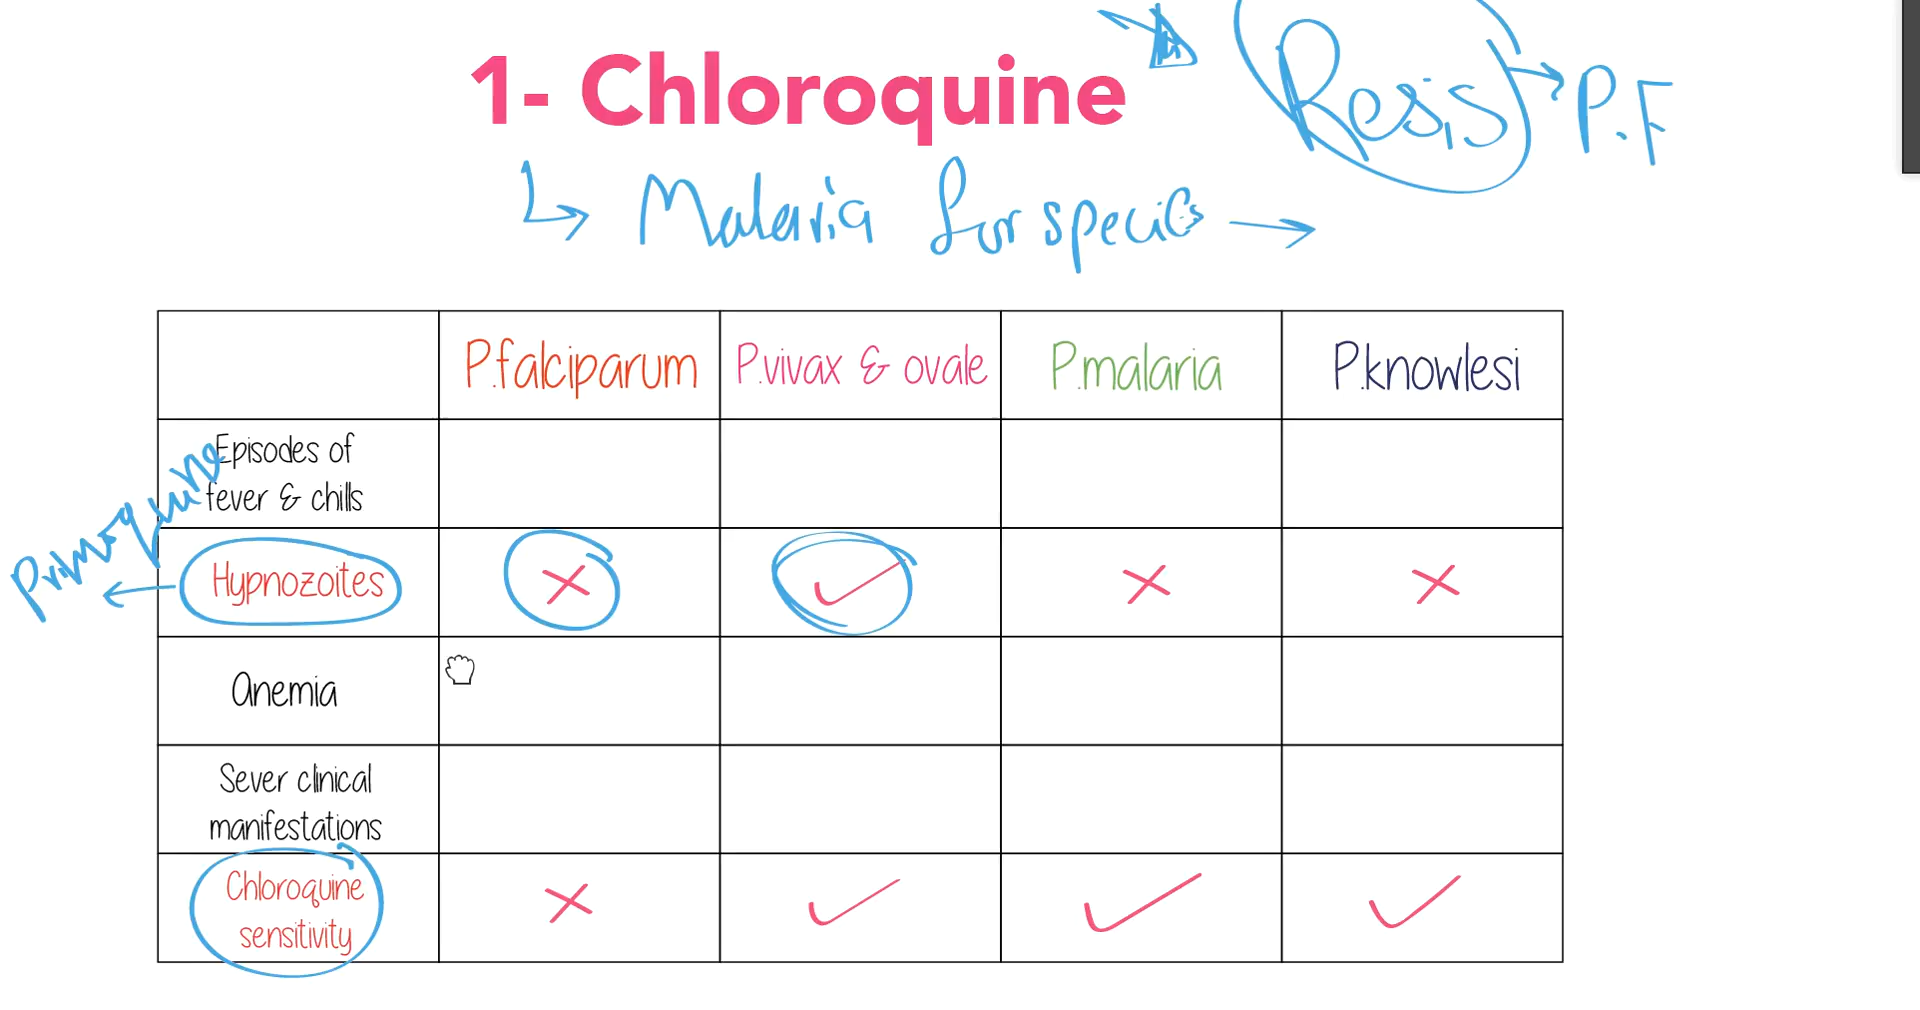 1- Chloroquine
Resis → P.F
↳ Malaria for species →
P.falciparum P.vivax & ovale P.malaria P.knowlesi
Episodes of
fever & chills
Primaquine
Hypnozoites
Anemia
Sever clinical
manifestations
Chloroquine
sensitivity